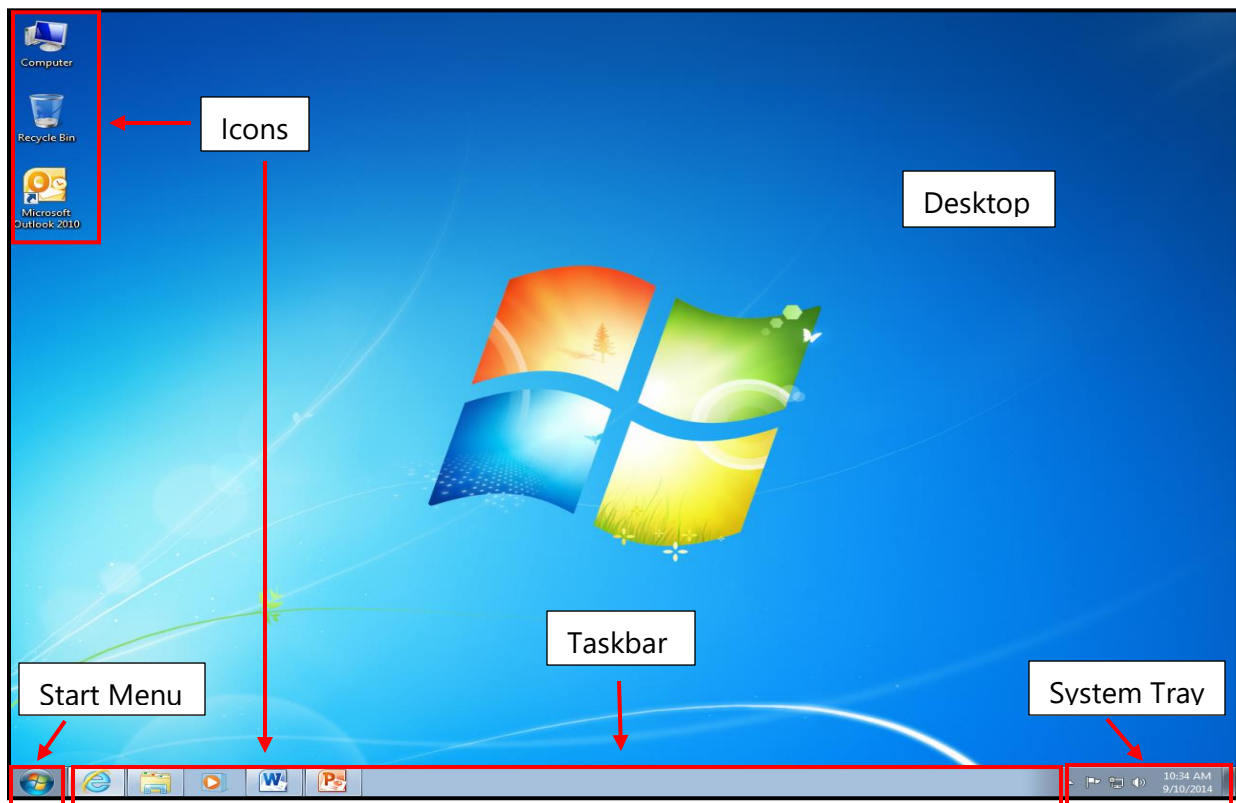 Computer
Recycle Bin
Microsoft
Outlook 2010
Icons
Desktop
Taskbar
Start Menu
System Tray
W
P
10:34 AM
9/10/2014